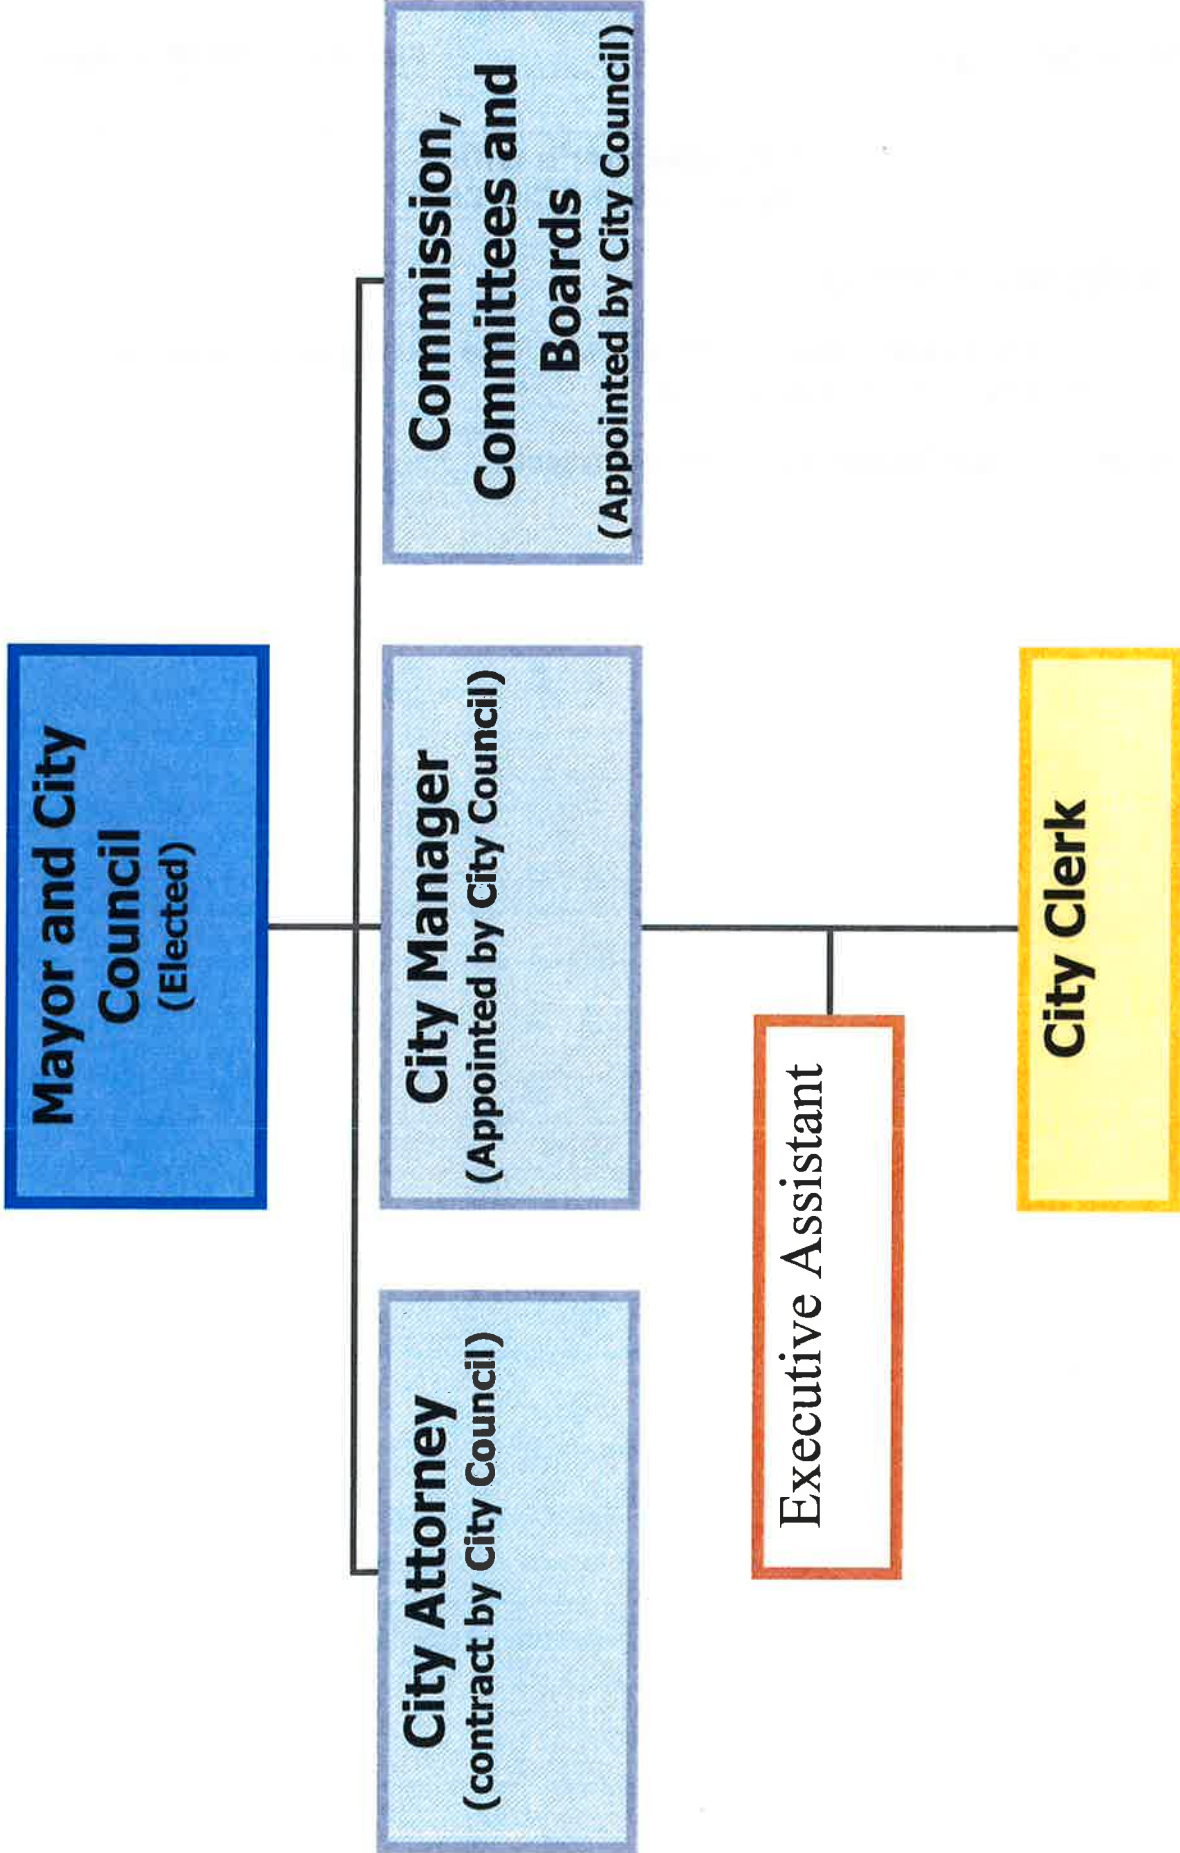 Mayor and City
Council
(Elected)
City Attorney
(contract by City Council)
City Manager
(Appointed by City Council)
Commission,
Committees and
Boards
(Appointed by City Council)
Executive Assistant
City Clerk